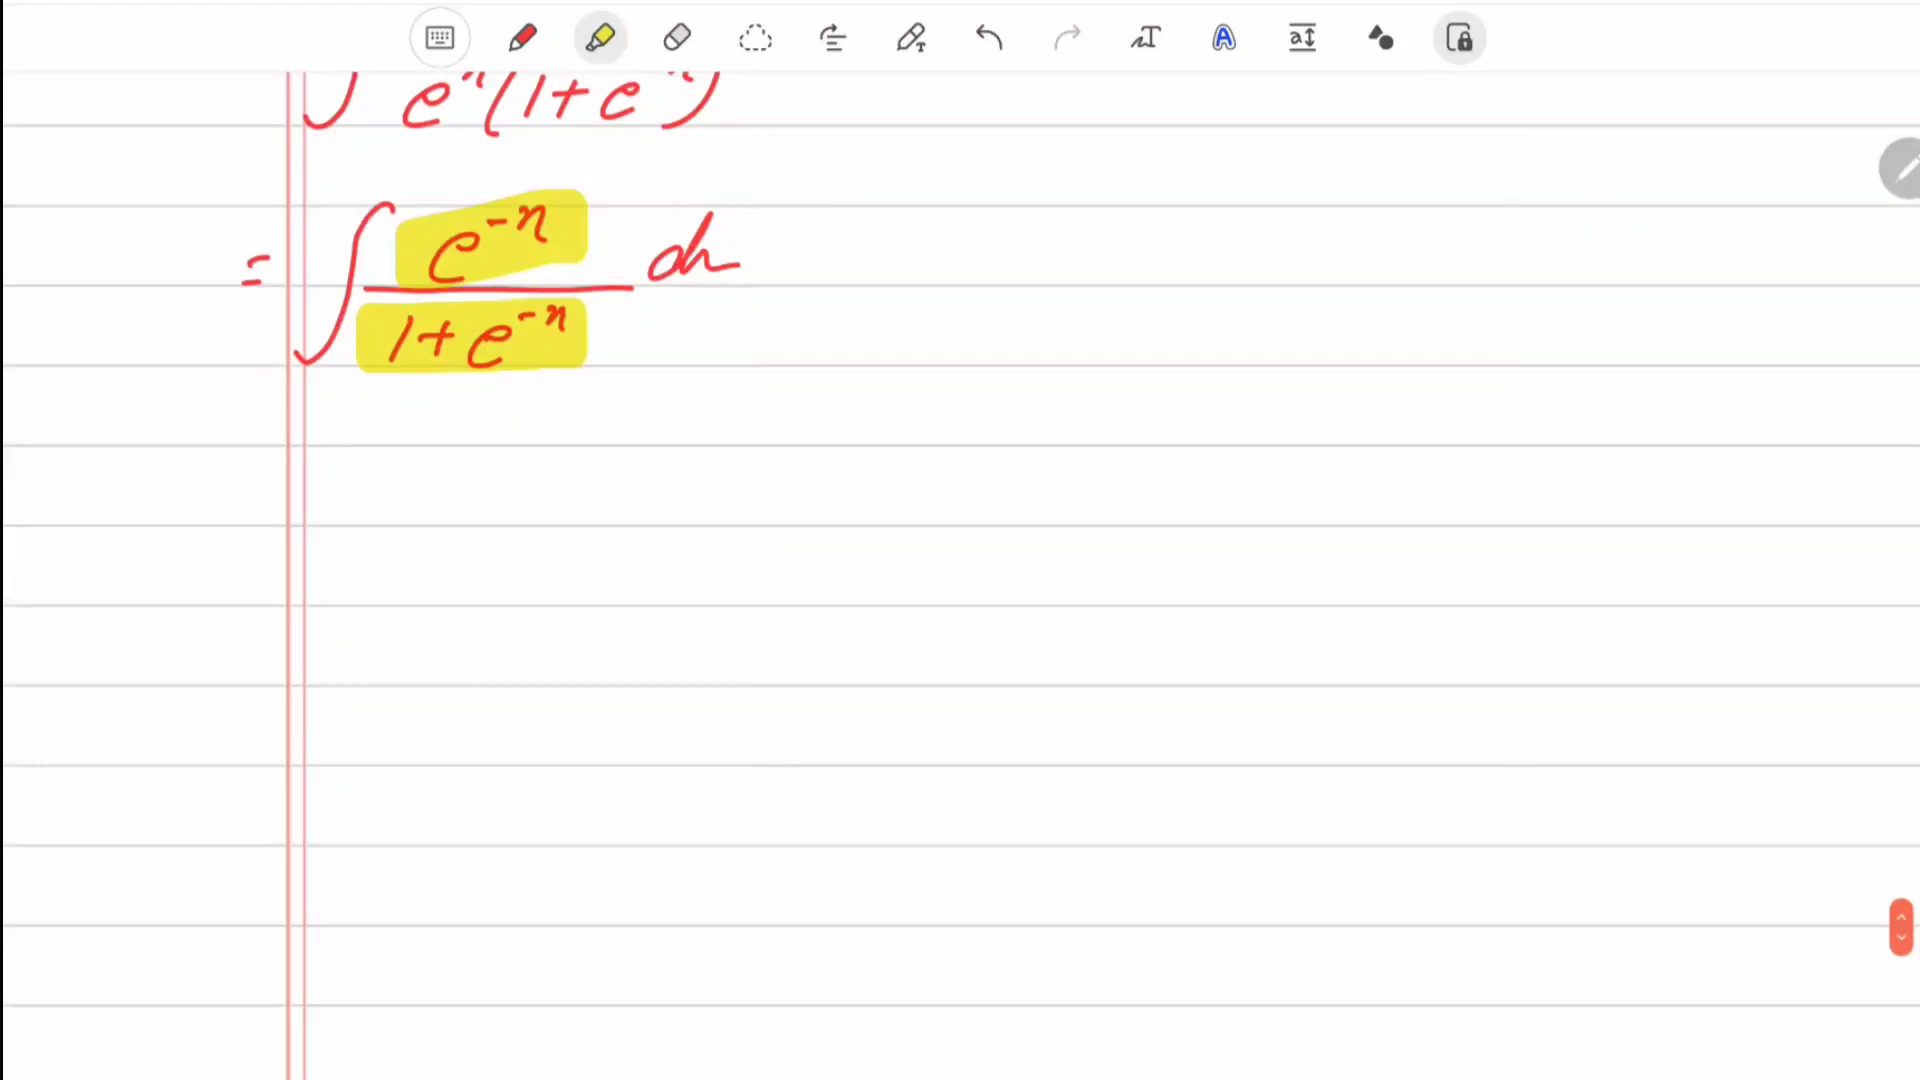 ∫ e^x(1+e^-x)
= ∫ e^-x / 1+e^-x dx